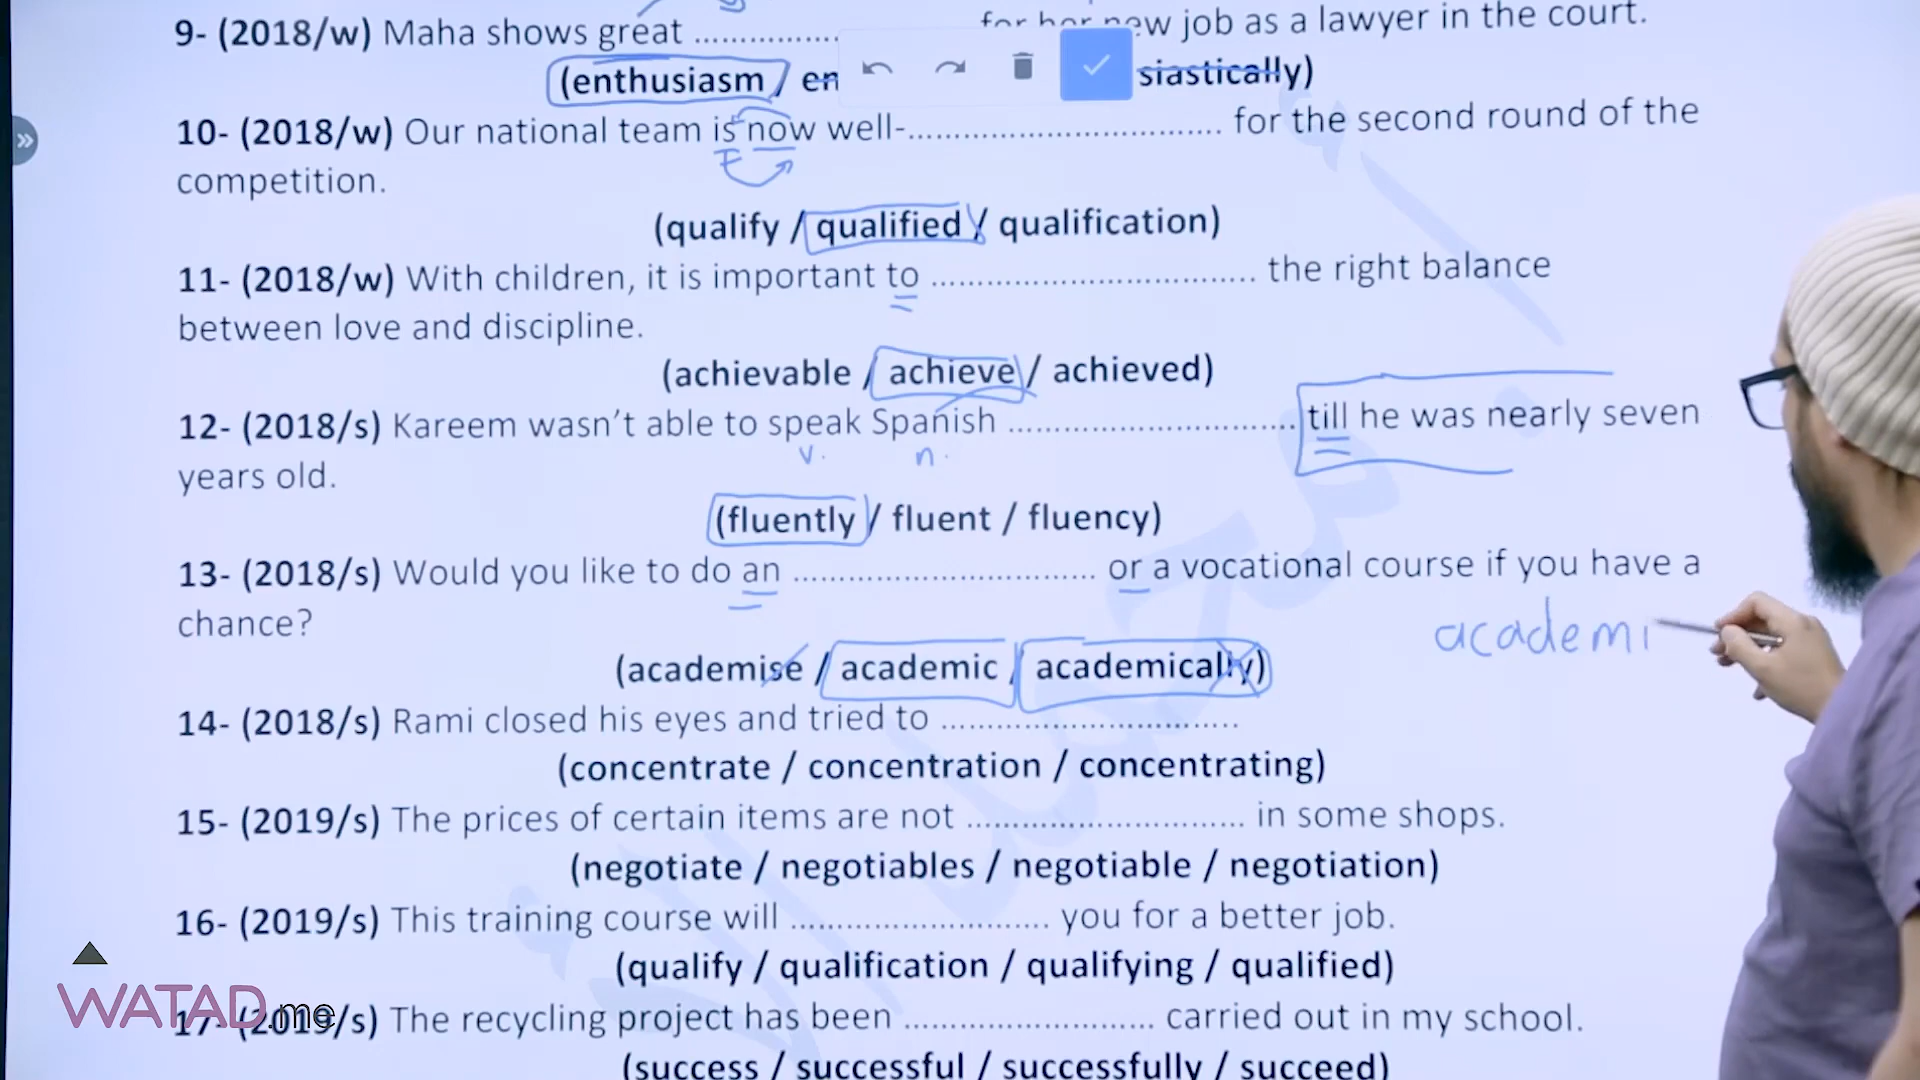 9- (2018/w) Maha shows great .................... for her new job as a lawyer in the court.
(enthusiasm / en siastically)
10- (2018/w) Our national team is now well-................................ for the second round of the
competition.
(qualify / qualified / qualification)
11- (2018/w) With children, it is important to ................................ the right balance
between love and discipline.
(achievable / achieve / achieved)
12- (2018/s) Kareem wasn't able to speak Spanish ............................. till he was nearly seven
v. n.
years old.
(fluently / fluent / fluency)
13- (2018/s) Would you like to do an ............................... or a vocational course if you have a
chance?
academi
(academise / academic / academically)
14- (2018/s) Rami closed his eyes and tried to ..............................
(concentrate / concentration / concentrating)
15- (2019/s) The prices of certain items are not ............................ in some shops.
(negotiate / negotiables / negotiable / negotiation)
16- (2019/s) This training course will .......................... you for a better job.
(qualify / qualification / qualifying / qualified)
WATAD.me
17- (2019/s) The recycling project has been ......................... carried out in my school.
(success / successful / successfully / succeed)